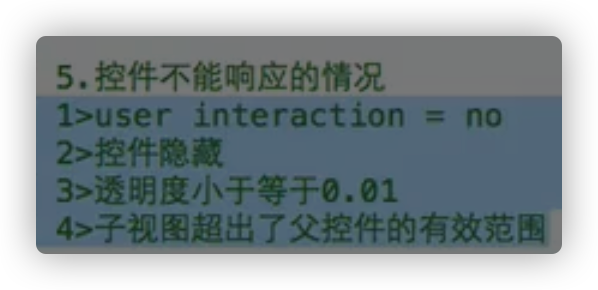 5.控件不能响应的情况
1>user interaction = no
2>控件隐藏
3>透明度小于等于0.01
4>子视图超出了父控件的有效范围